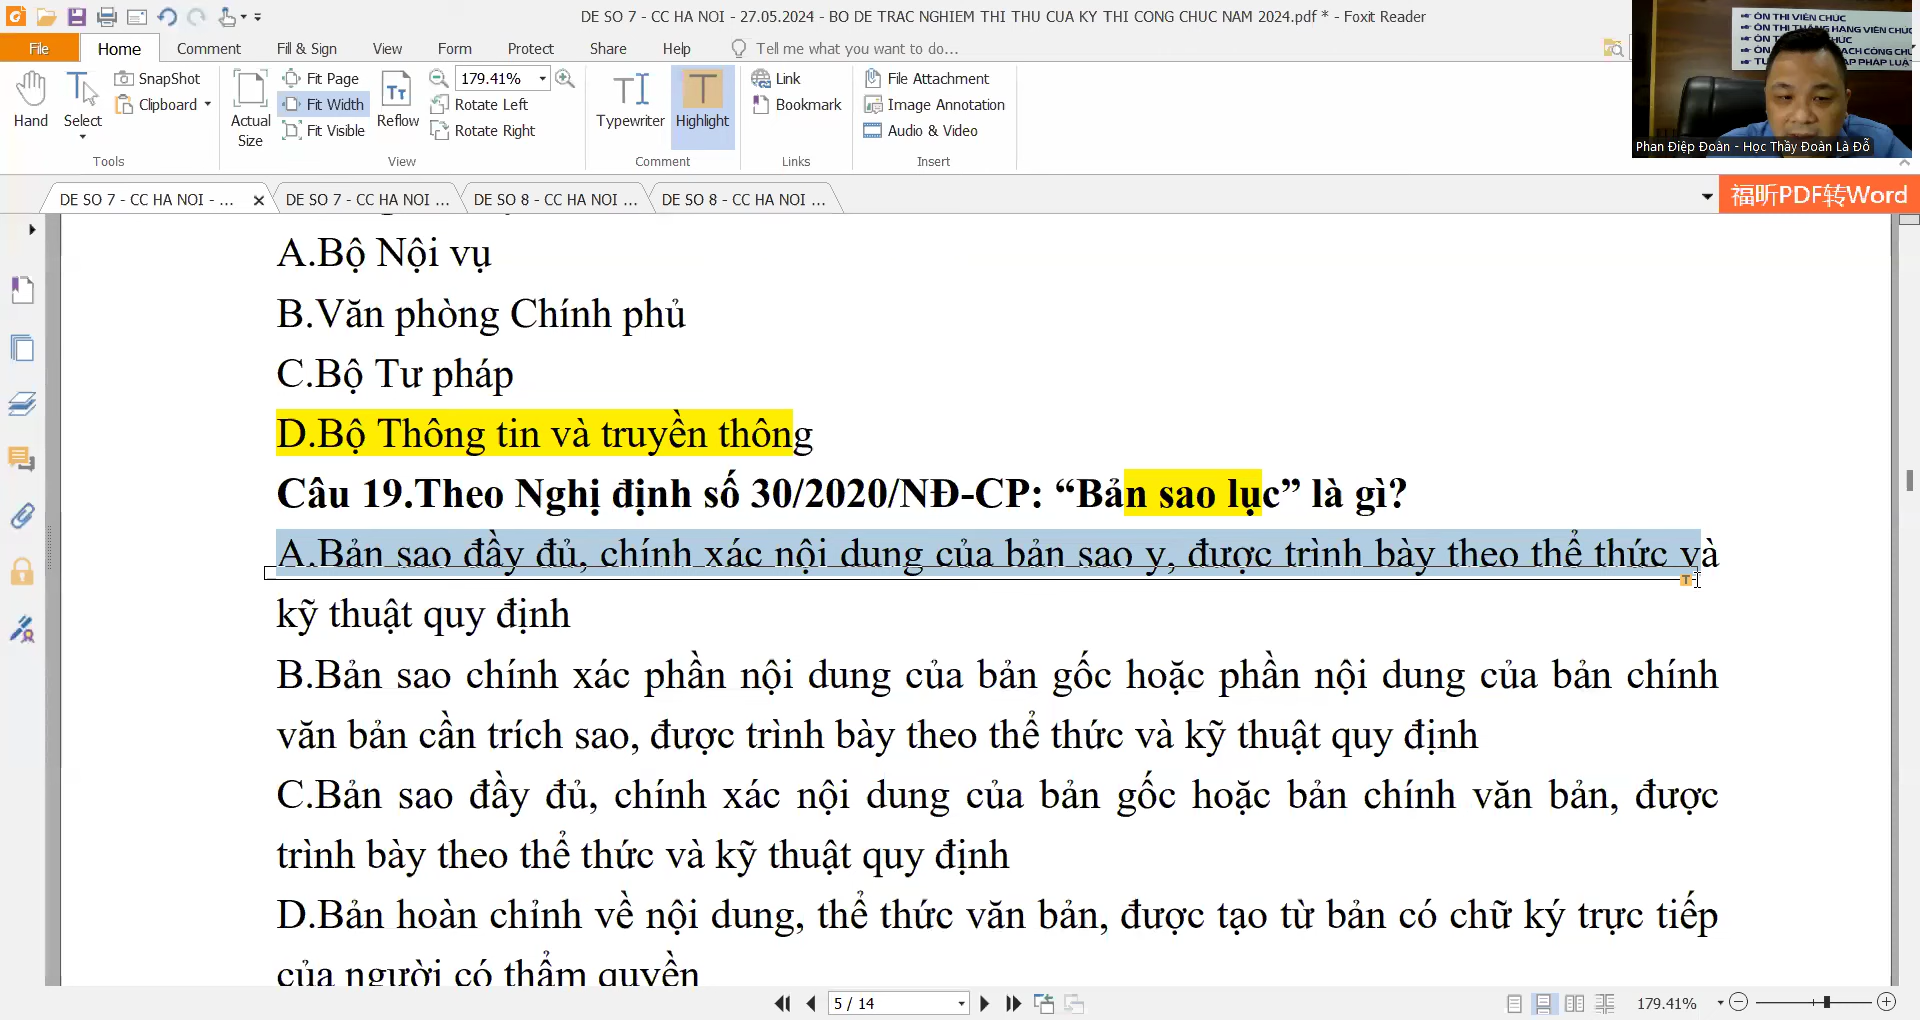 DE SO 7 - CC HA NOI - 27.05.2024 - BO DE TRAC NGHIEM THI THU CUA KY THI CONG CHUC NAM 2024.pdf * - Foxit Reader
File Home Comment Fill & Sign View Form Protect Share Help Tell me what you want to do...
Hand
Select
SnapShot
Clipboard
Tools
Actual Size
Fit Page
Fit Width
Fit Visible
Reflow
179.41%
Rotate Left
Rotate Right
View
Typewriter
Highlight
Comment
Link
Bookmark
Links
File Attachment
Image Annotation
Audio & Video
Insert
ÔN THI VIÊN CHỨC
ÔN THI THĂNG HẠNG VIÊN CHỨC
Phan Điệp Đoàn - Học Thầy Đoàn Là Đỗ
DE SO 7 - CC HA NOI - ...
DE SO 7 - CC HA NOI ...
DE SO 8 - CC HA NOI ...
DE SO 8 - CC HA NOI ...
福昕PDF转Word
A.Bộ Nội vụ
B.Văn phòng Chính phủ
C.Bộ Tư pháp
D.Bộ Thông tin và truyền thông
Câu 19.Theo Nghị định số 30/2020/NĐ-CP: “Bản sao lục” là gì?
A.Bản sao đầy đủ, chính xác nội dung của bản sao y, được trình bày theo thể thức và
kỹ thuật quy định
B.Bản sao chính xác phần nội dung của bản gốc hoặc phần nội dung của bản chính
văn bản cần trích sao, được trình bày theo thể thức và kỹ thuật quy định
C.Bản sao đầy đủ, chính xác nội dung của bản gốc hoặc bản chính văn bản, được
trình bày theo thể thức và kỹ thuật quy định
D.Bản hoàn chỉnh về nội dung, thể thức văn bản, được tạo từ bản có chữ ký trực tiếp
của người có thẩm quyền
5 / 14
179.41%